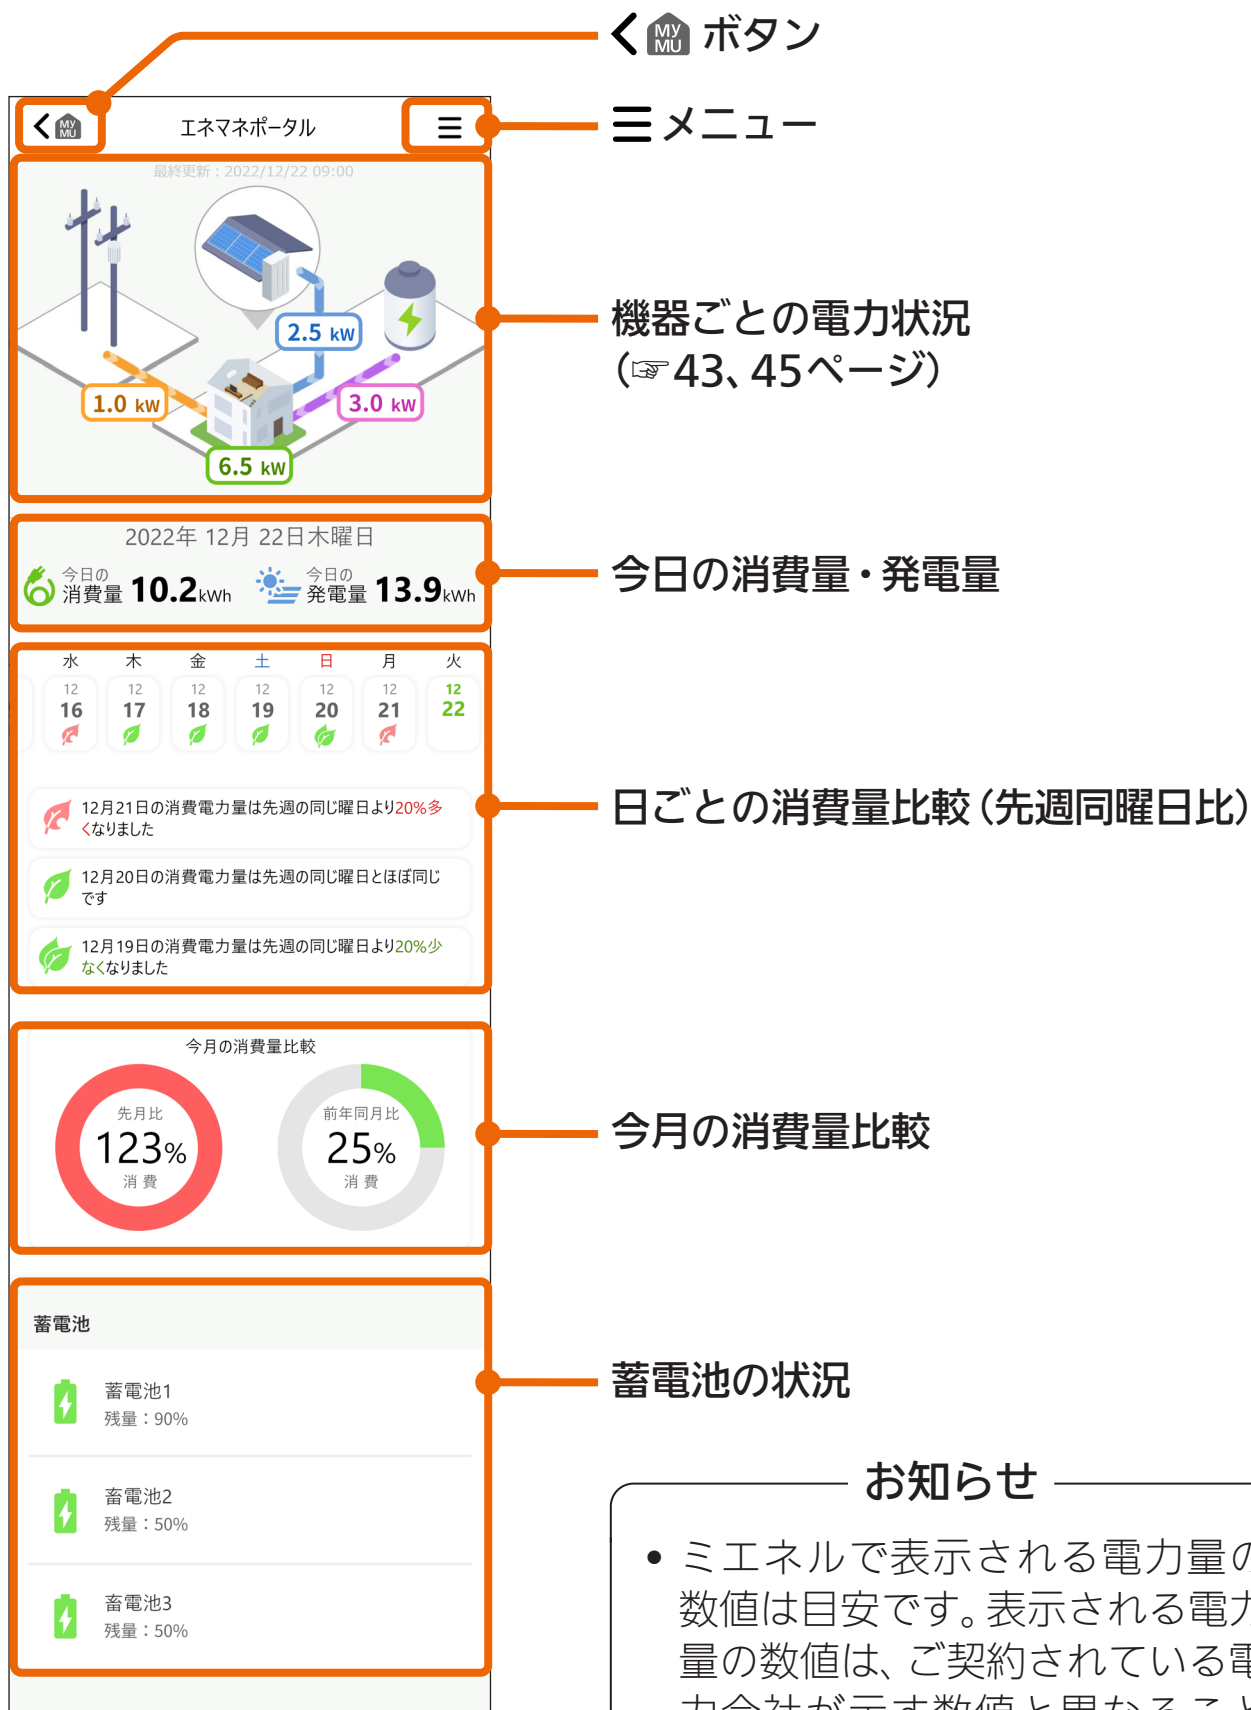 MY MU ボタン
メニュー
MY MU
エネマネポータル
最終更新：2022/12/22 09:00
2.5 kW
1.0 kW
3.0 kW
6.5 kW
機器ごとの電力状況
(☞43、45ページ)
2022年 12月 22日木曜日
今日の
消費量 10.2kWh
今日の
発電量 13.9kWh
今日の消費量・発電量
水 木 金 土 日 月 火
12 12 12 12 12 12 12
16 17 18 19 20 21 22
12月21日の消費電力量は先週の同じ曜日より20%多
くなりました
12月20日の消費電力量は先週の同じ曜日とほぼ同じ
です
12月19日の消費電力量は先週の同じ曜日より20%少
なくなりました
日ごとの消費量比較(先週同曜日比)
今月の消費量比較
先月比
123%
消 費
前年同月比
25%
消 費
今月の消費量比較
蓄電池
蓄電池1
残量：90%
畜電池2
残量：50%
蓄電池3
残量：50%
蓄電池の状況
お知らせ
• ミエネルで表示される電力量の
数値は目安です。表示される電力
量の数値は、ご契約されている電
力会社が示す数値と異なること